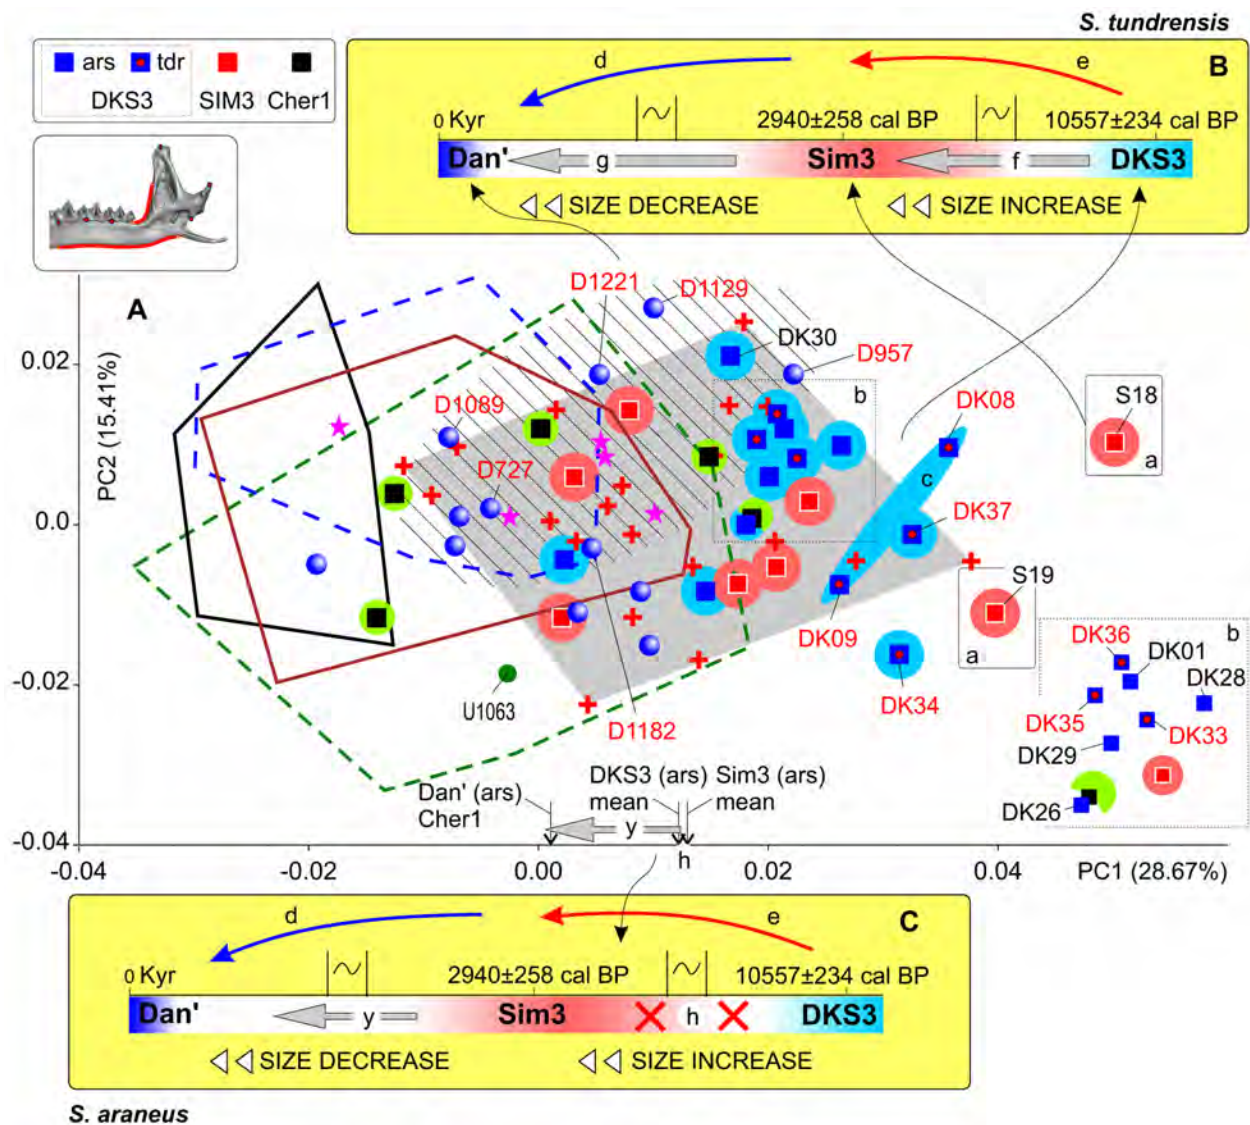 S. tundrensis
ars tdr
DKS3 SIM3 Cher1
B
d e
0 Kyr ~ 2940±258 cal BP ~ 10557±234 cal BP
Dan' g Sim3 f DKS3
SIZE DECREASE SIZE INCREASE
A
D1221 D1129
DK30
D957
0.02
b
D1089
DK08
S18
a
PC2 (15.41%)
D727
c
0.0
DK37
S19
DK09
a
b
DK36
DK01
DK28
-0.02
U1063
DK34
DK35
DK33
D1182
DK29
DKS3 (ars) Sim3 (ars)
Dan' (ars) mean mean
Cher1
y
DK26
-0.04
h
-0.04 -0.02 0.00 0.02 0.04 PC1 (28.67%)
C
d e
0 Kyr ~ 2940±258 cal BP ~ 10557±234 cal BP
Dan' y Sim3 h DKS3
SIZE DECREASE SIZE INCREASE
S. araneus